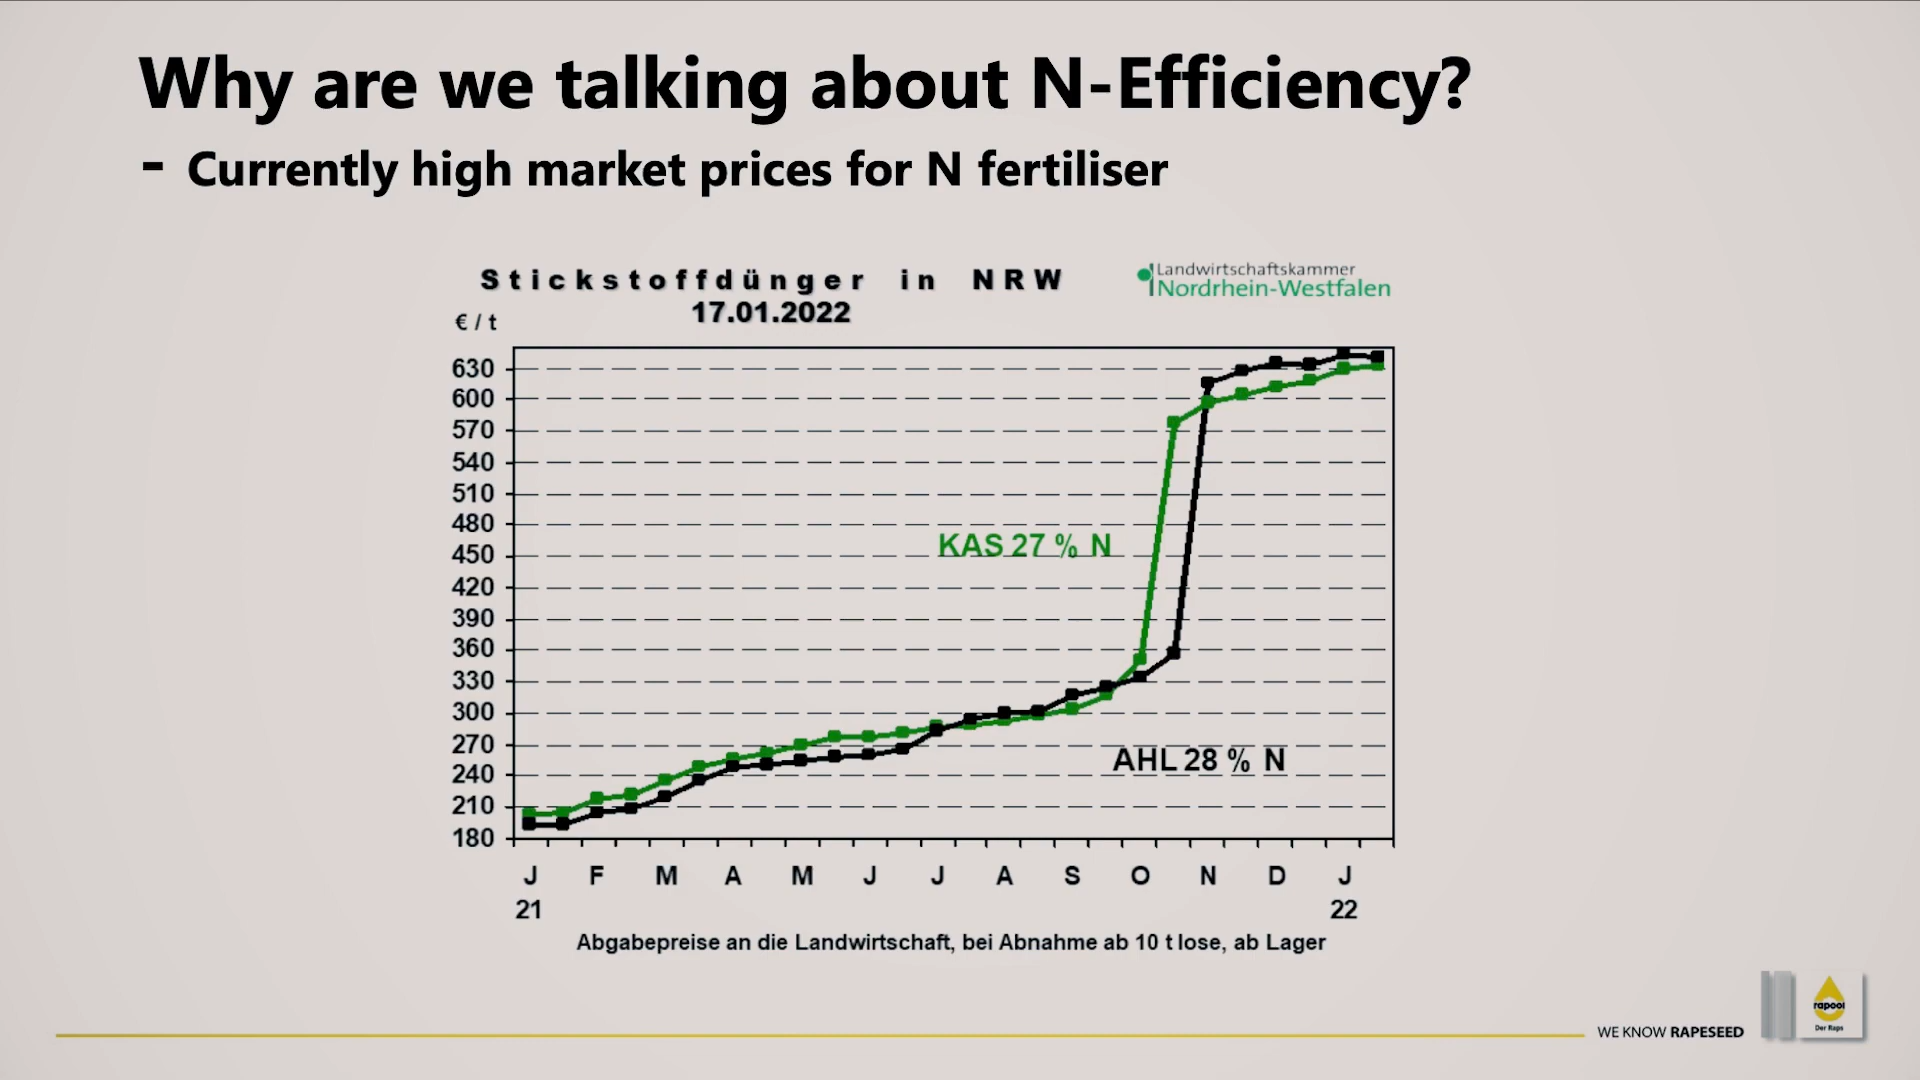 Why are we talking about N-Efficiency?
- Currently high market prices for N fertiliser
Stickstoffdünger in NRW
17.01.2022
Landwirtschaftskammer
Nordrhein-Westfalen
€ / t
630
600
570
540
510
480
450
420
390
360
330
300
270
240
210
180
KAS 27 % N
AHL 28 % N
J F M A M J J A S O N D J
21 22
Abgabepreise an die Landwirtschaft, bei Abnahme ab 10 t lose, ab Lager
WE KNOW RAPESEED
rapool
Der Raps